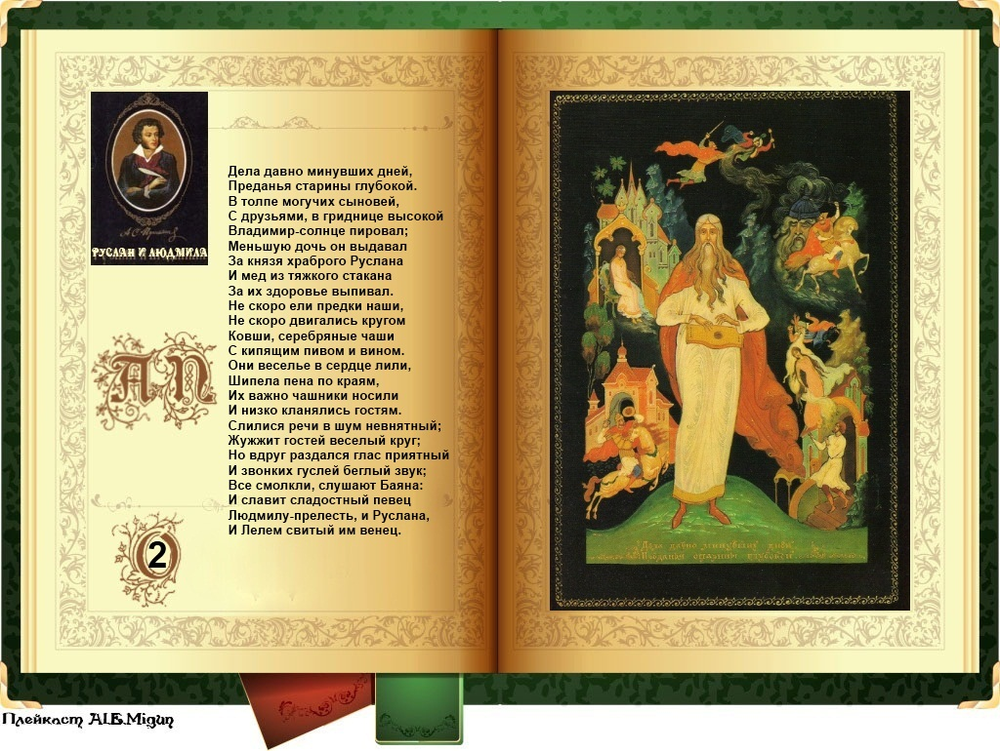 А. С. Пушкин
РУСЛАН И ЛЮДМИЛА
Дела давно минувших дней,
Преданья старины глубокой.
В толпе могучих сыновей,
С друзьями, в гриднице высокой
Владимир-солнце пировал;
Меньшую дочь он выдавал
За князя храброго Руслана
И мед из тяжкого стакана
За их здоровье выпивал.
Не скоро ели предки наши,
Не скоро двигались кругом
Ковши, серебряные чаши
С кипящим пивом и вином.
Они веселье в сердце лили,
Шипела пена по краям,
Их важно чашники носили
И низко кланялись гостям.
Слилися речи в шум невнятный;
Жужжит гостей веселый круг;
Но вдруг раздался глас приятный
И звонких гуслей беглый звук;
Все смолкли, слушают Баяна:
И славит сладостный певец
Людмилу-прелесть, и Руслана,
И Лелем свитый им венец.
АП
2
Дела давно минувших дней,
Преданья старины глубокой
Плейкаст AL.B.Migun